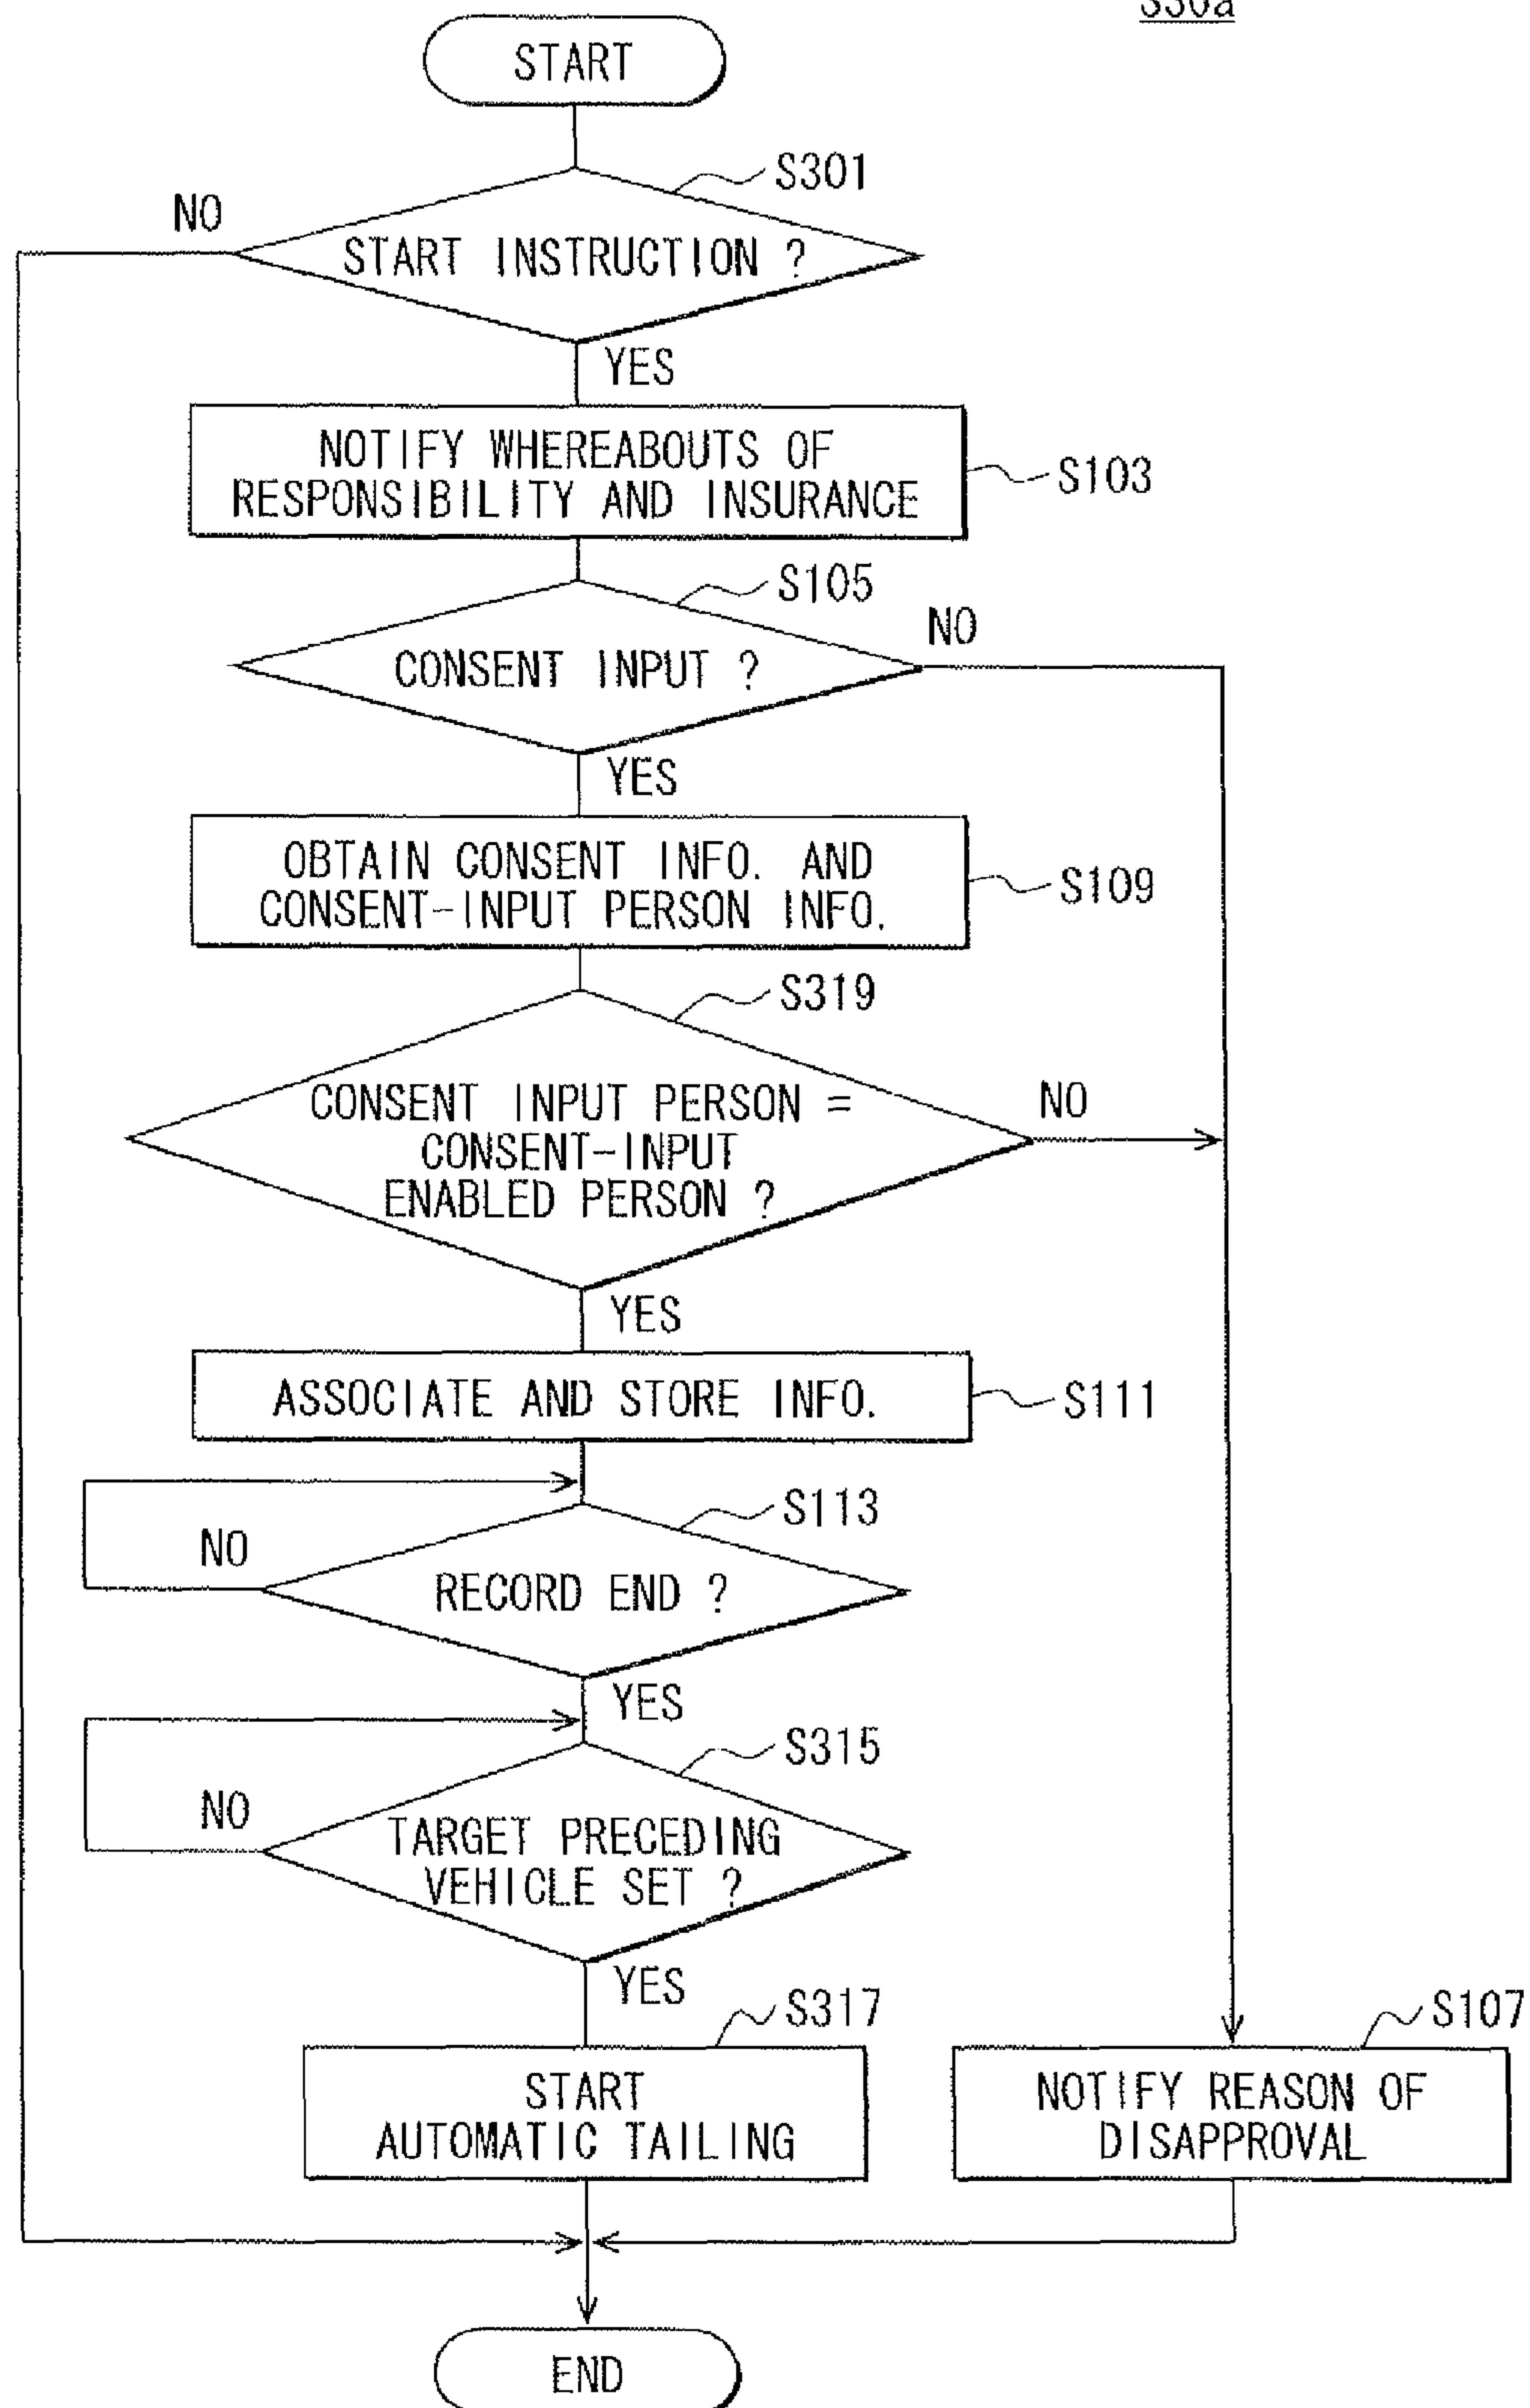 S30a
START
S301
NO
START INSTRUCTION ?
YES
NOTIFY WHEREABOUTS OF
RESPONSIBILITY AND INSURANCE
S103
S105
NO
CONSENT INPUT ?
YES
OBTAIN CONSENT INFO. AND
CONSENT-INPUT PERSON INFO.
S109
S319
CONSENT INPUT PERSON =
CONSENT-INPUT
ENABLED PERSON ?
NO
YES
ASSOCIATE AND STORE INFO.
S111
S113
NO
RECORD END ?
YES
S315
NO
TARGET PRECEDING
VEHICLE SET ?
YES
S317
START
AUTOMATIC TAILING
S107
NOTIFY REASON OF
DISAPPROVAL
END